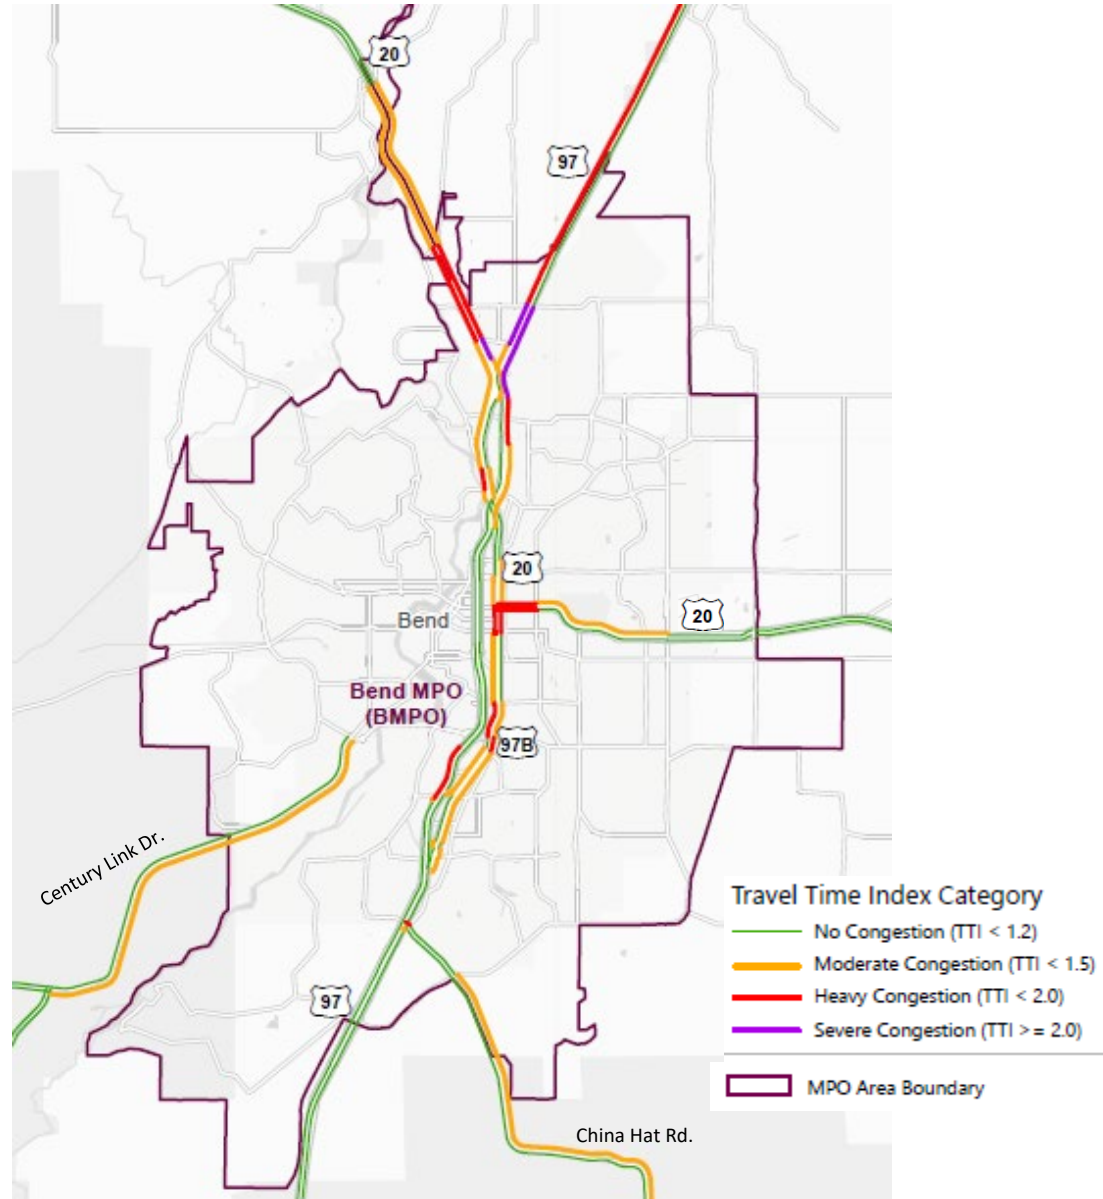 20
97
20
20
Bend
Bend MPO
(BMPO)
97B
Century Link Dr.
97
China Hat Rd.
Travel Time Index Category
No Congestion (TTI < 1.2)
Moderate Congestion (TTI < 1.5)
Heavy Congestion (TTI < 2.0)
Severe Congestion (TTI >= 2.0)
MPO Area Boundary